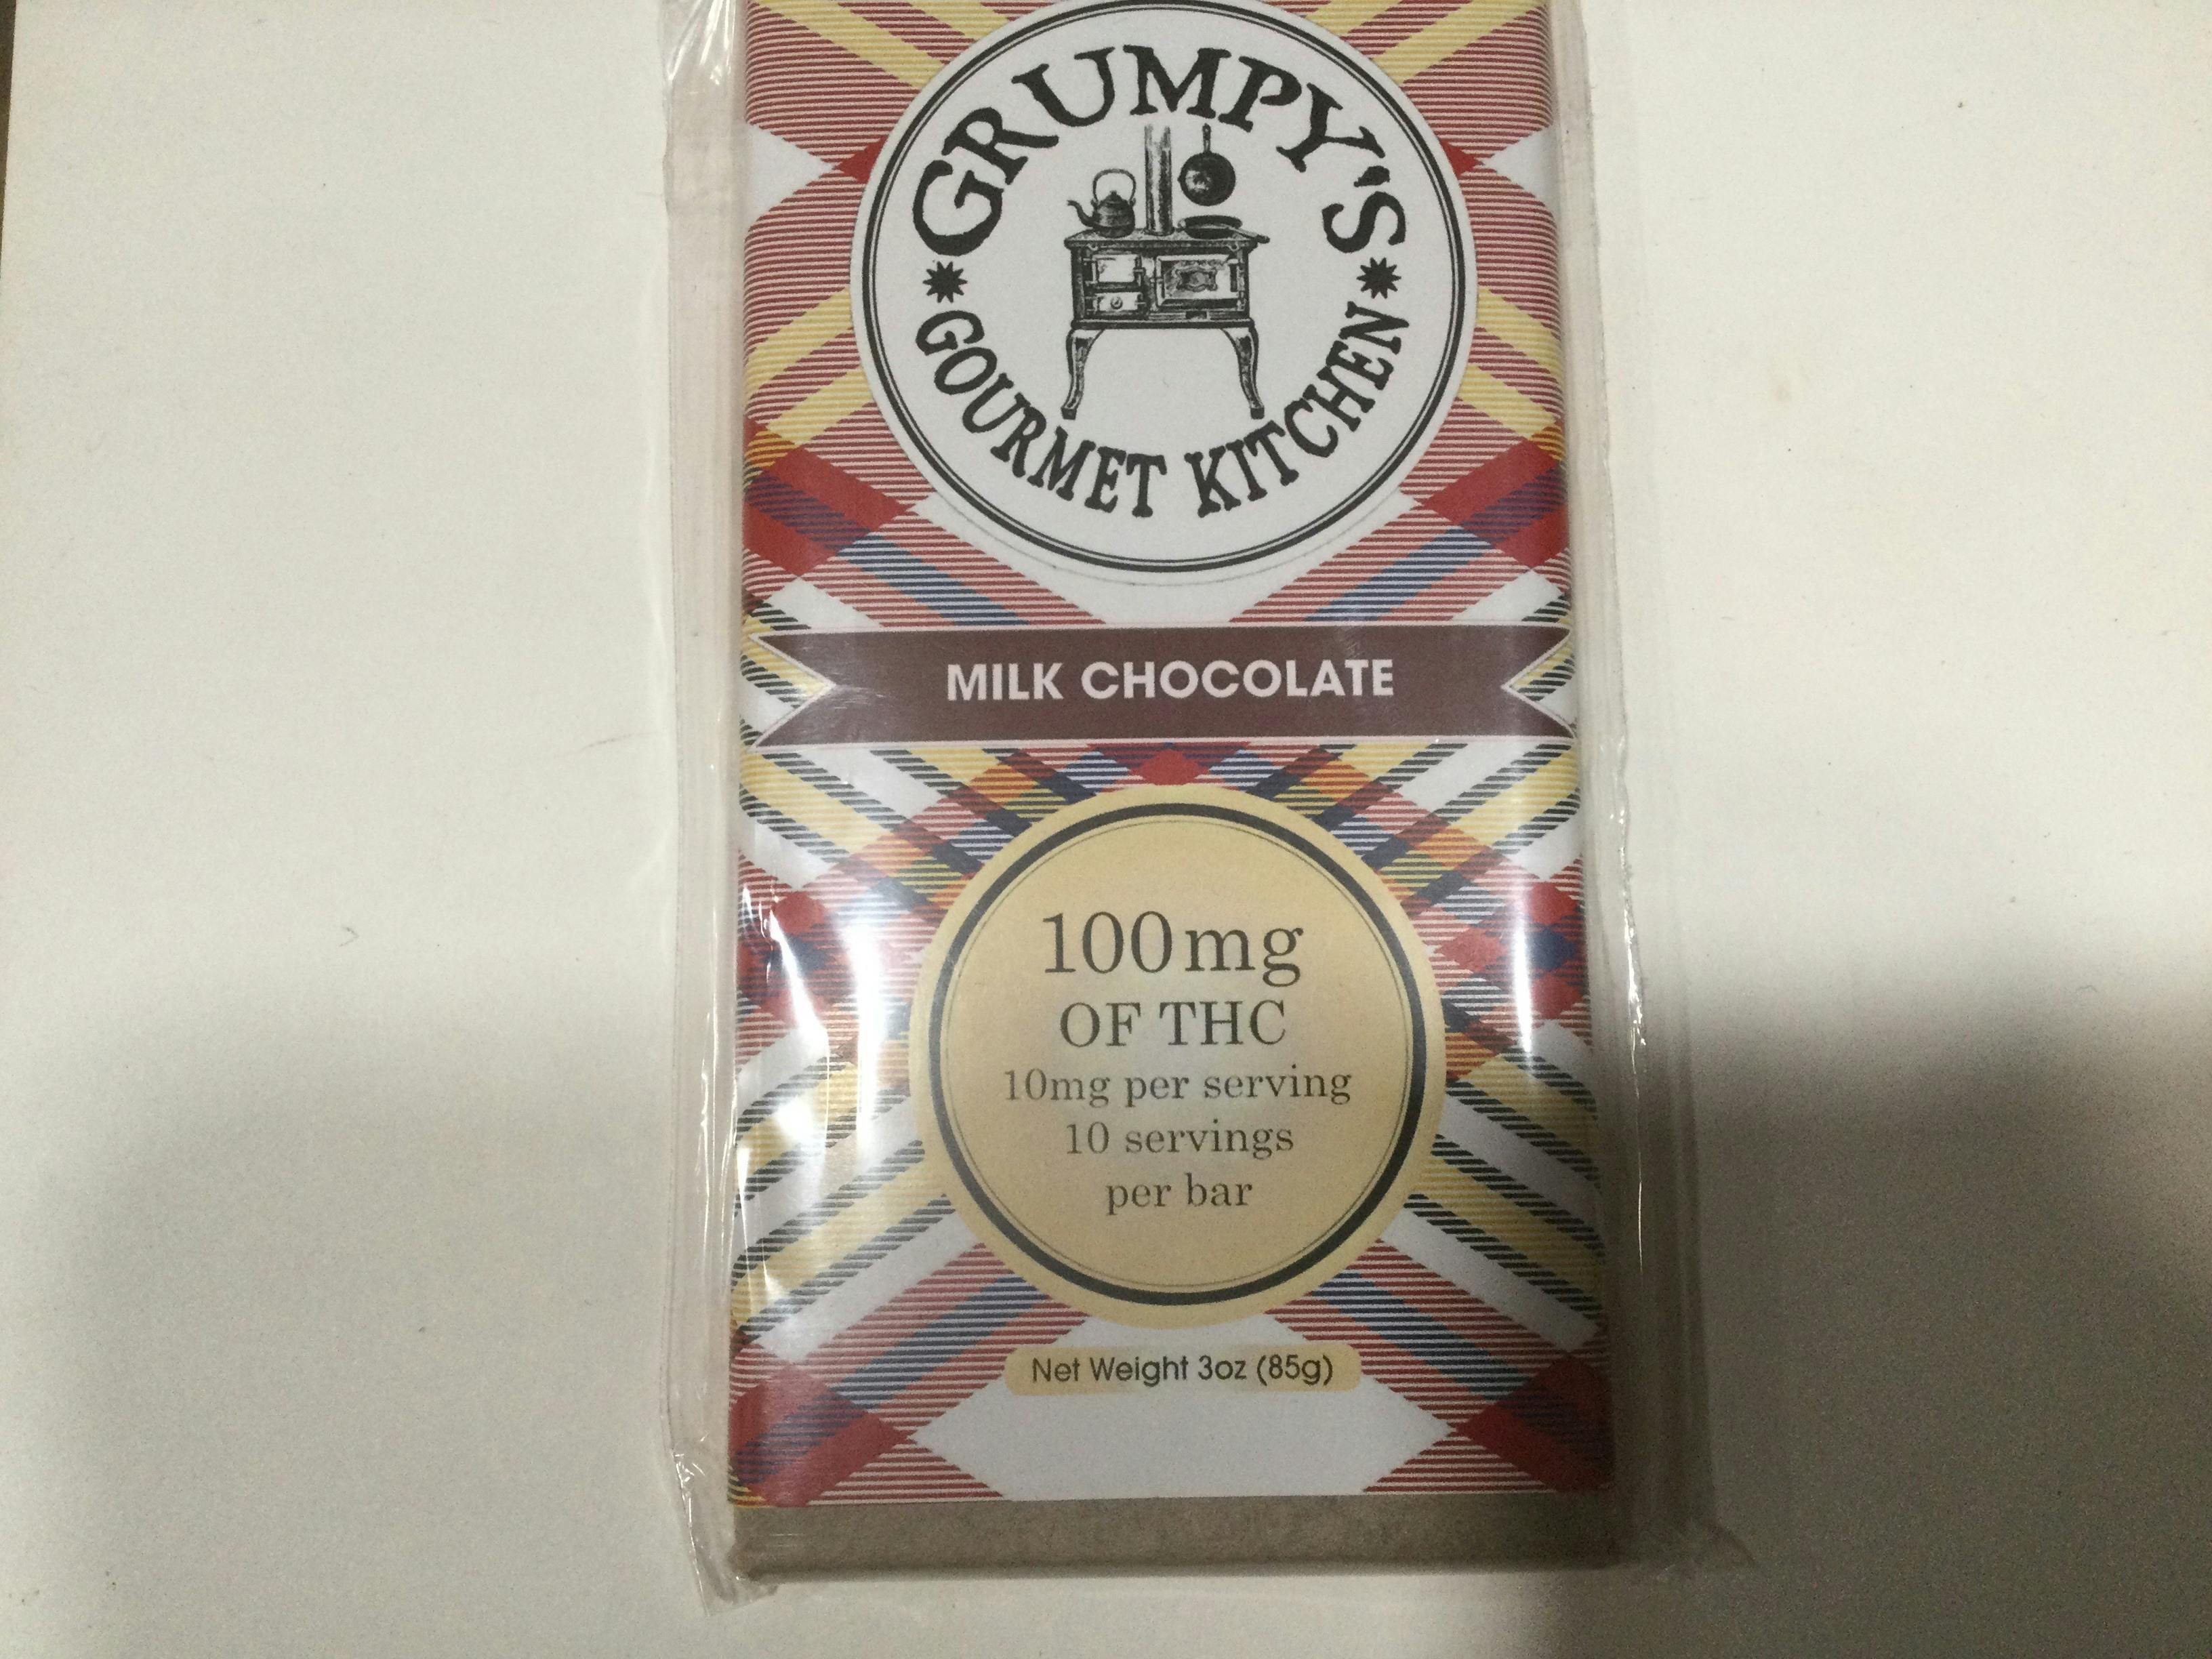 GRUMPY'S
GOURMET KITCHEN
MILK CHOCOLATE
100mg
OF THC
10mg per serving
10 servings
per bar
Net Weight 3oz (85g)